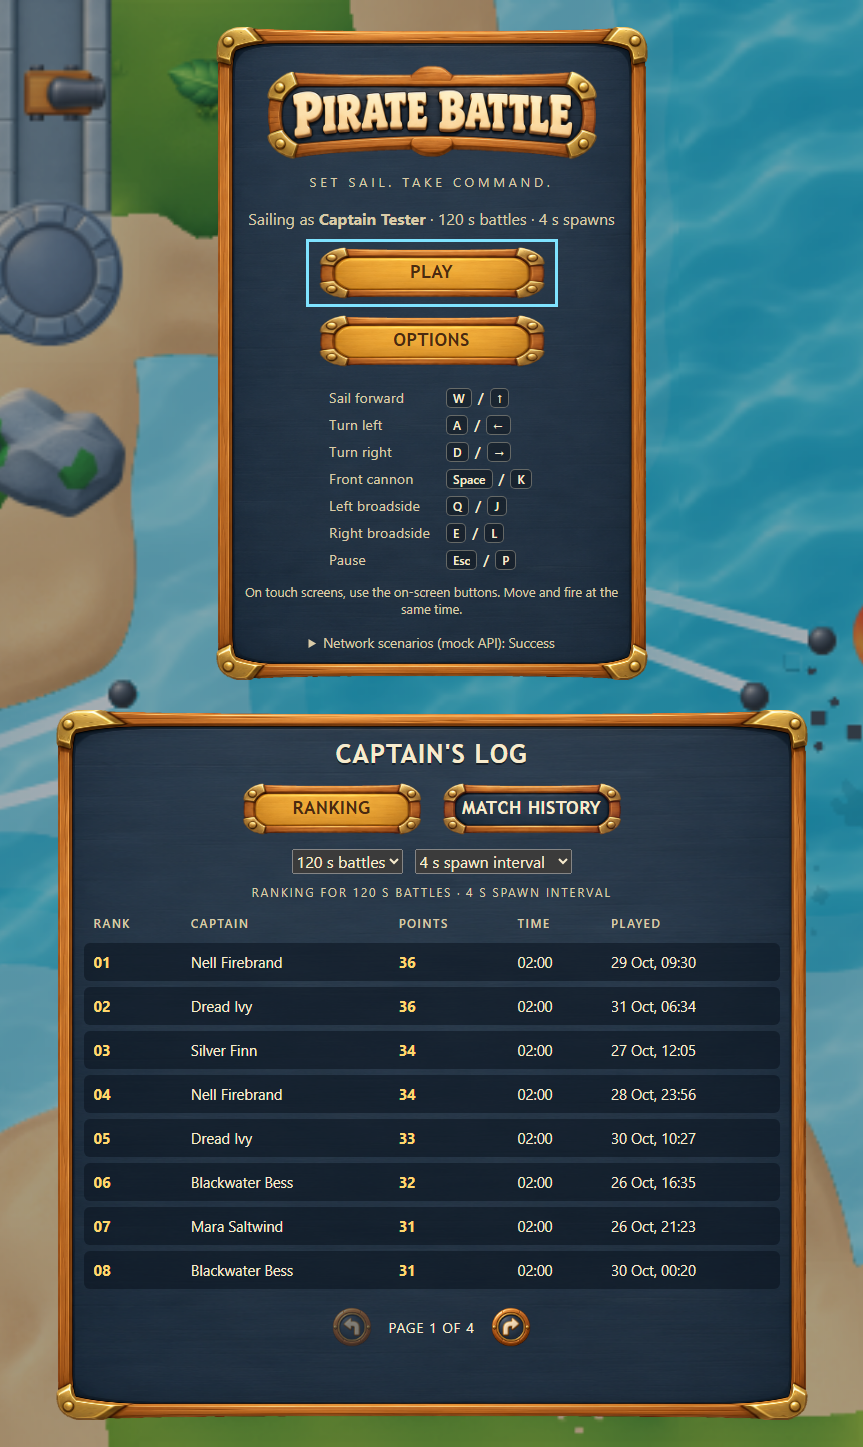 PIRATE BATTLE
SET SAIL. TAKE COMMAND.
Sailing as Captain Tester · 120 s battles · 4 s spawns
PLAY
OPTIONS
Sail forward W / ↑
Turn left A / ←
Turn right D / →
Front cannon Space / K
Left broadside Q / J
Right broadside E / L
Pause Esc / P
On touch screens, use the on-screen buttons. Move and fire at the
same time.
▶ Network scenarios (mock API): Success
CAPTAIN'S LOG
RANKING MATCH HISTORY
120 s battles 4 s spawn interval
RANKING FOR 120 S BATTLES · 4 S SPAWN INTERVAL
RANK CAPTAIN POINTS TIME PLAYED
01 Nell Firebrand 36 02:00 29 Oct, 09:30
02 Dread Ivy 36 02:00 31 Oct, 06:34
03 Silver Finn 34 02:00 27 Oct, 12:05
04 Nell Firebrand 34 02:00 28 Oct, 23:56
05 Dread Ivy 33 02:00 30 Oct, 10:27
06 Blackwater Bess 32 02:00 26 Oct, 16:35
07 Mara Saltwind 31 02:00 26 Oct, 21:23
08 Blackwater Bess 31 02:00 30 Oct, 00:20
PAGE 1 OF 4